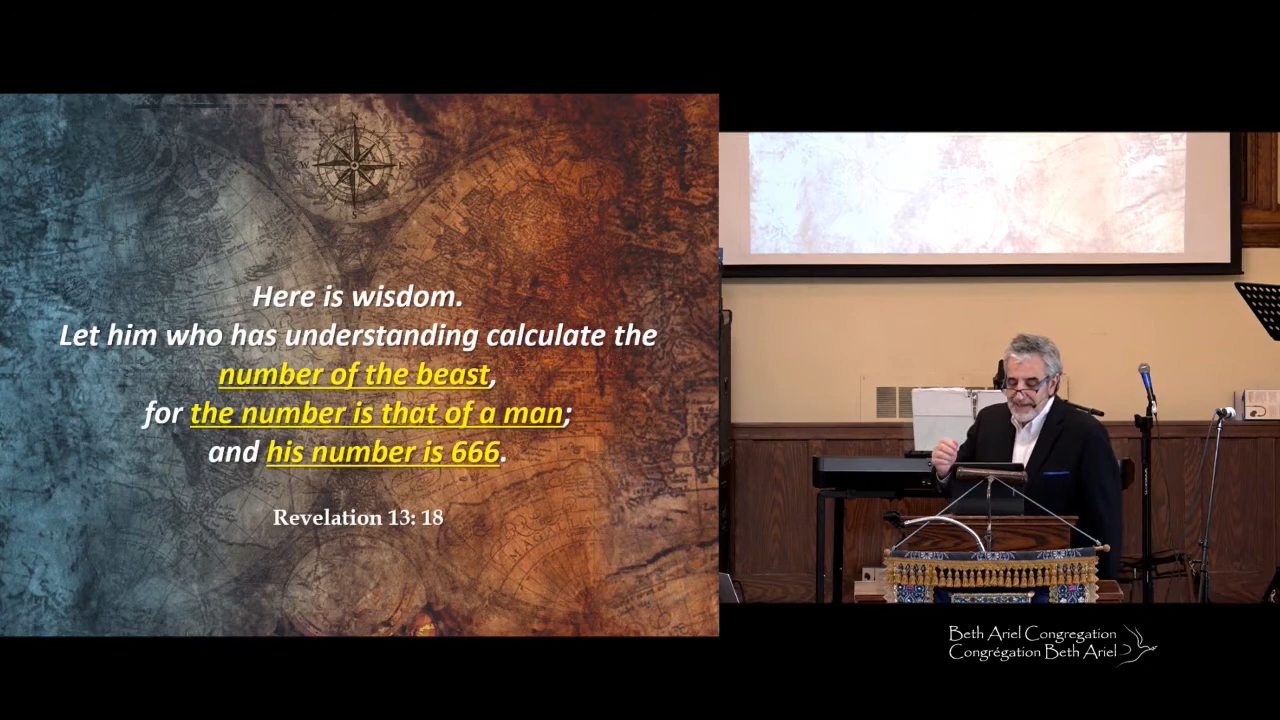 Here is wisdom.
Let him who has understanding calculate the
number of the beast,
for the number is that of a man;
and his number is 666.
Revelation 13: 18
Beth Ariel Congregation
Congrégation Beth Ariel